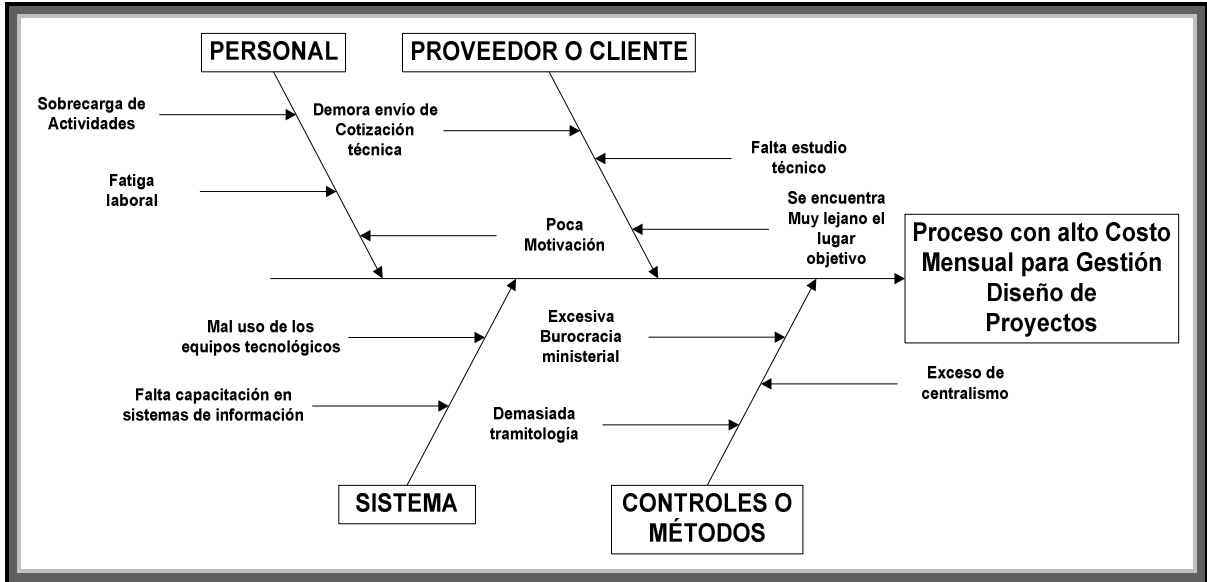 PERSONAL
PROVEEDOR O CLIENTE
Sobrecarga de
Actividades
Demora envío de
Cotización
técnica
Falta estudio
técnico
Fatiga
laboral
Se encuentra
Muy lejano el
lugar
objetivo
Poca
Motivación
Proceso con alto Costo
Mensual para Gestión
Diseño de
Proyectos
Mal uso de los
equipos tecnológicos
Excesiva
Burocracia
ministerial
Falta capacitación en
sistemas de información
Exceso de
centralismo
Demasiada
tramitología
SISTEMA
CONTROLES O
MÉTODOS